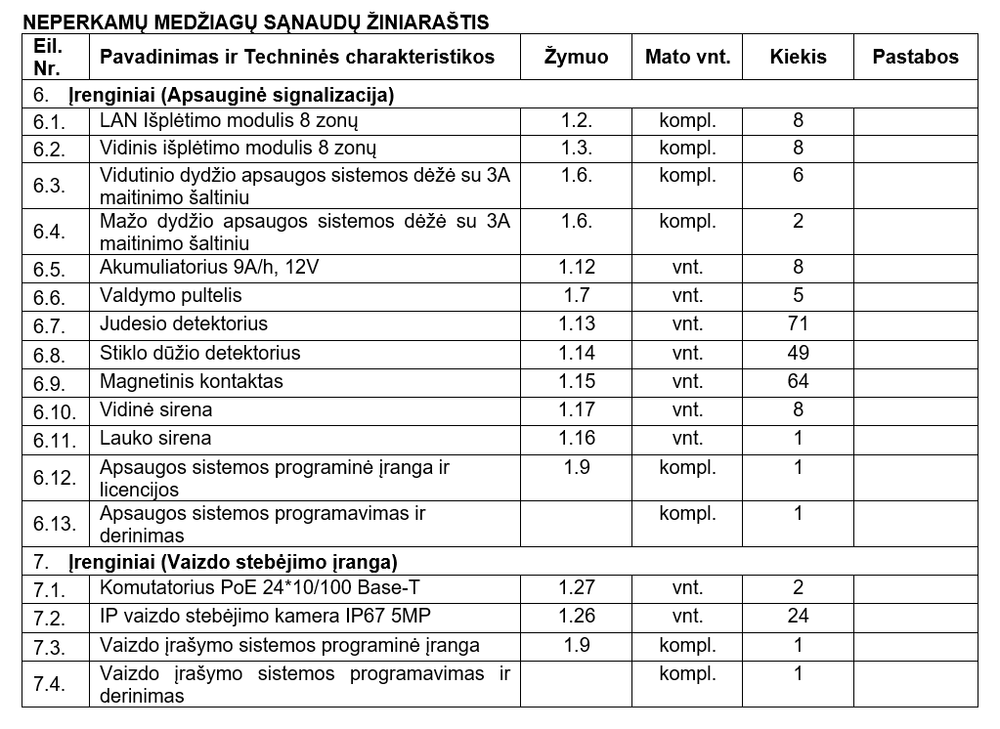 NEPERKAMŲ MEDŽIAGŲ SĄNAUDŲ ŽINIARAŠTIS
Eil. Nr. Pavadinimas ir Techninės charakteristikos Žymuo Mato vnt. Kiekis Pastabos
6. Įrenginiai (Apsauginė signalizacija)
6.1. LAN Išplėtimo modulis 8 zonų 1.2. kompl. 8
6.2. Vidinis išplėtimo modulis 8 zonų 1.3. kompl. 8
6.3. Vidutinio dydžio apsaugos sistemos dėžė su 3A 1.6. kompl. 6
maitinimo šaltiniu
6.4. Mažo dydžio apsaugos sistemos dėžė su 3A 1.6. kompl. 2
maitinimo šaltiniu
6.5. Akumuliatorius 9A/h, 12V 1.12 vnt. 8
6.6. Valdymo pultelis 1.7 vnt. 5
6.7. Judesio detektorius 1.13 vnt. 71
6.8. Stiklo dūžio detektorius 1.14 vnt. 49
6.9. Magnetinis kontaktas 1.15 vnt. 64
6.10. Vidinė sirena 1.17 vnt. 8
6.11. Lauko sirena 1.16 vnt. 1
6.12. Apsaugos sistemos programinė įranga ir 1.9 kompl. 1
licencijos
6.13. Apsaugos sistemos programavimas ir kompl. 1
derinimas
7. Įrenginiai (Vaizdo stebėjimo įranga)
7.1. Komutatorius PoE 24*10/100 Base-T 1.27 vnt. 2
7.2. IP vaizdo stebėjimo kamera IP67 5MP 1.26 vnt. 24
7.3. Vaizdo įrašymo sistemos programinė įranga 1.9 kompl. 1
7.4. Vaizdo įrašymo sistemos programavimas ir kompl. 1
derinimas